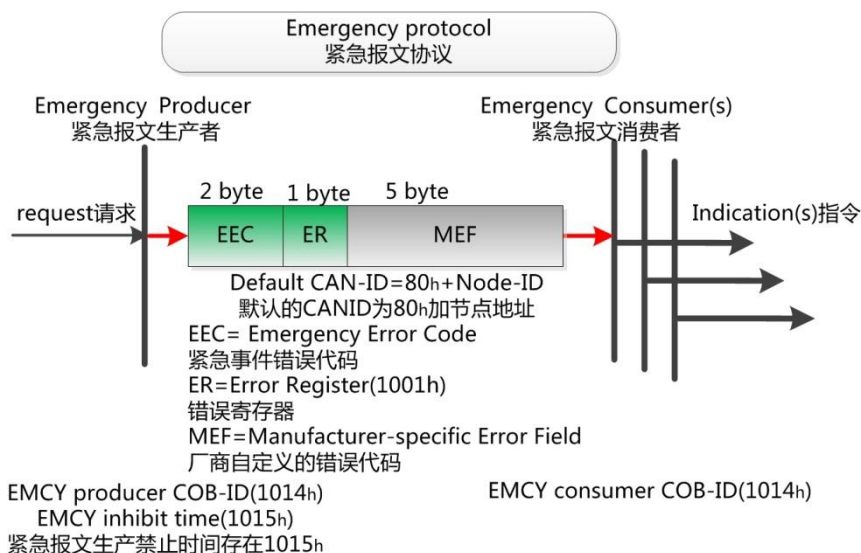 Emergency protocol
紧急报文协议
Emergency Producer
紧急报文生产者
Emergency Consumer(s)
紧急报文消费者
2 byte 1 byte 5 byte
request请求
EEC ER MEF
Indication(s)指令
Default CAN-ID=80h+Node-ID
默认的CANID为80h加节点地址
EEC= Emergency Error Code
紧急事件错误代码
ER=Error Register(1001h)
错误寄存器
MEF=Manufacturer-specific Error Field
厂商自定义的错误代码
EMCY producer COB-ID(1014h)
EMCY inhibit time(1015h)
紧急报文生产禁止时间存在1015h
EMCY consumer COB-ID(1014h)